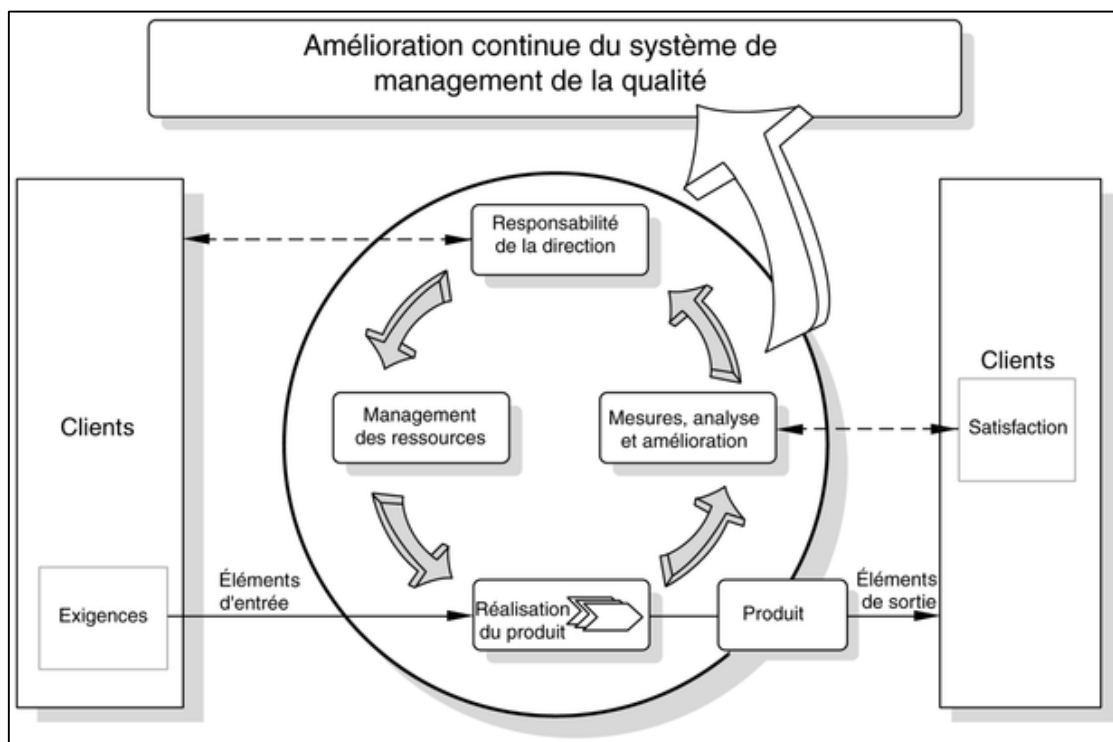 Amélioration continue du système de
management de la qualité
Responsabilité
de la direction
Clients
Management
des ressources
Mesures, analyse
et amélioration
Clients
Satisfaction
Exigences
Éléments
d'entrée
Réalisation
du produit
Produit
Éléments
de sortie